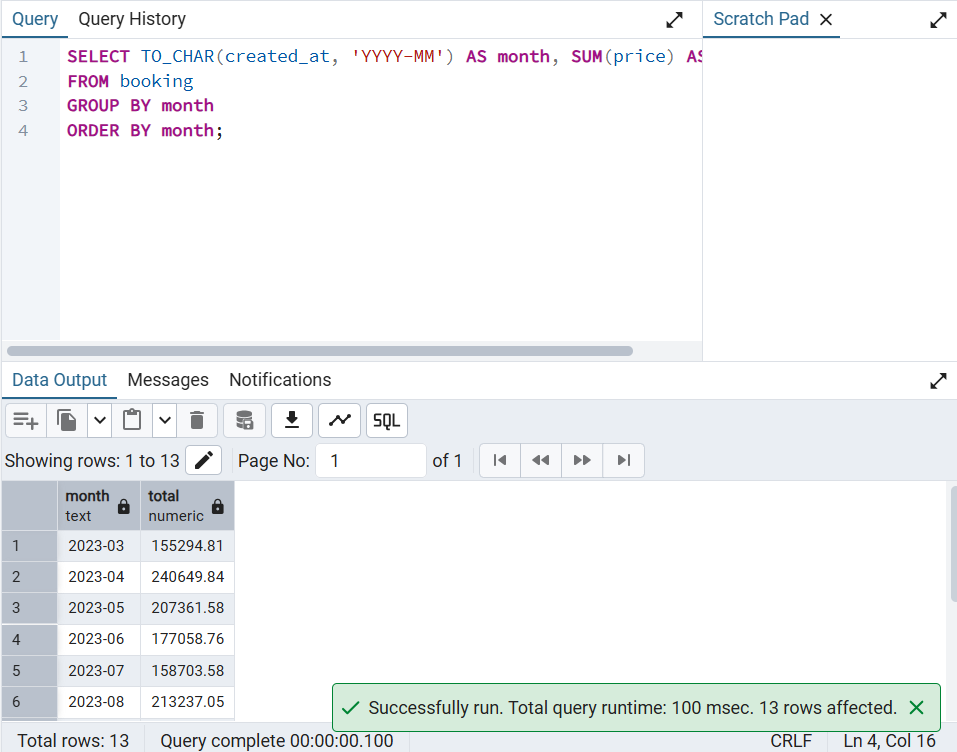 Query Query History Scratch Pad
1 SELECT TO_CHAR(created_at, 'YYYY-MM') AS month, SUM(price) AS
2 FROM booking
3 GROUP BY month
4 ORDER BY month;
Data Output Messages Notifications
SQL
Showing rows: 1 to 13 Page No: 1 of 1
month total
text numeric
1 2023-03 155294.81
2 2023-04 240649.84
3 2023-05 207361.58
4 2023-06 177058.76
5 2023-07 158703.58
6 2023-08 213237.05
Successfully run. Total query runtime: 100 msec. 13 rows affected.
Total rows: 13 Query complete 00:00:00.100 CRLF Ln 4, Col 16